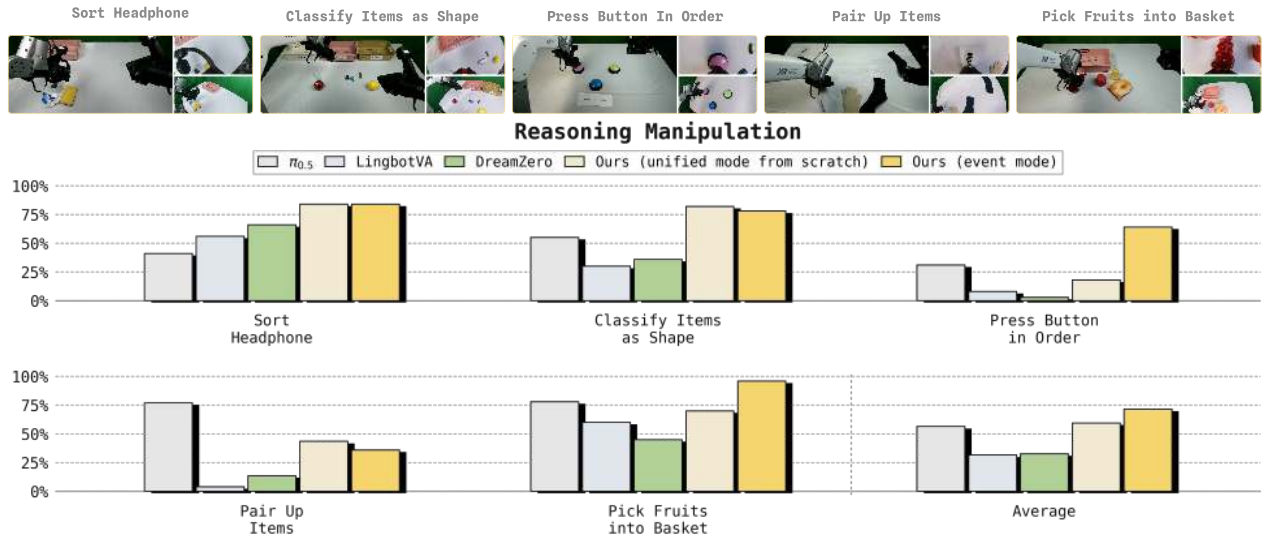 Sort Headphone
Classify Items as Shape
Press Button In Order
Pair Up Items
Pick Fruits into Basket
Reasoning Manipulation
π0.5
LingbotVA
DreamZero
Ours (unified mode from scratch)
Ours (event mode)
100%
75%
50%
25%
0%
Sort
Headphone
Classify Items
as Shape
Press Button
in Order
100%
75%
50%
25%
0%
Pair Up
Items
Pick Fruits
into Basket
Average